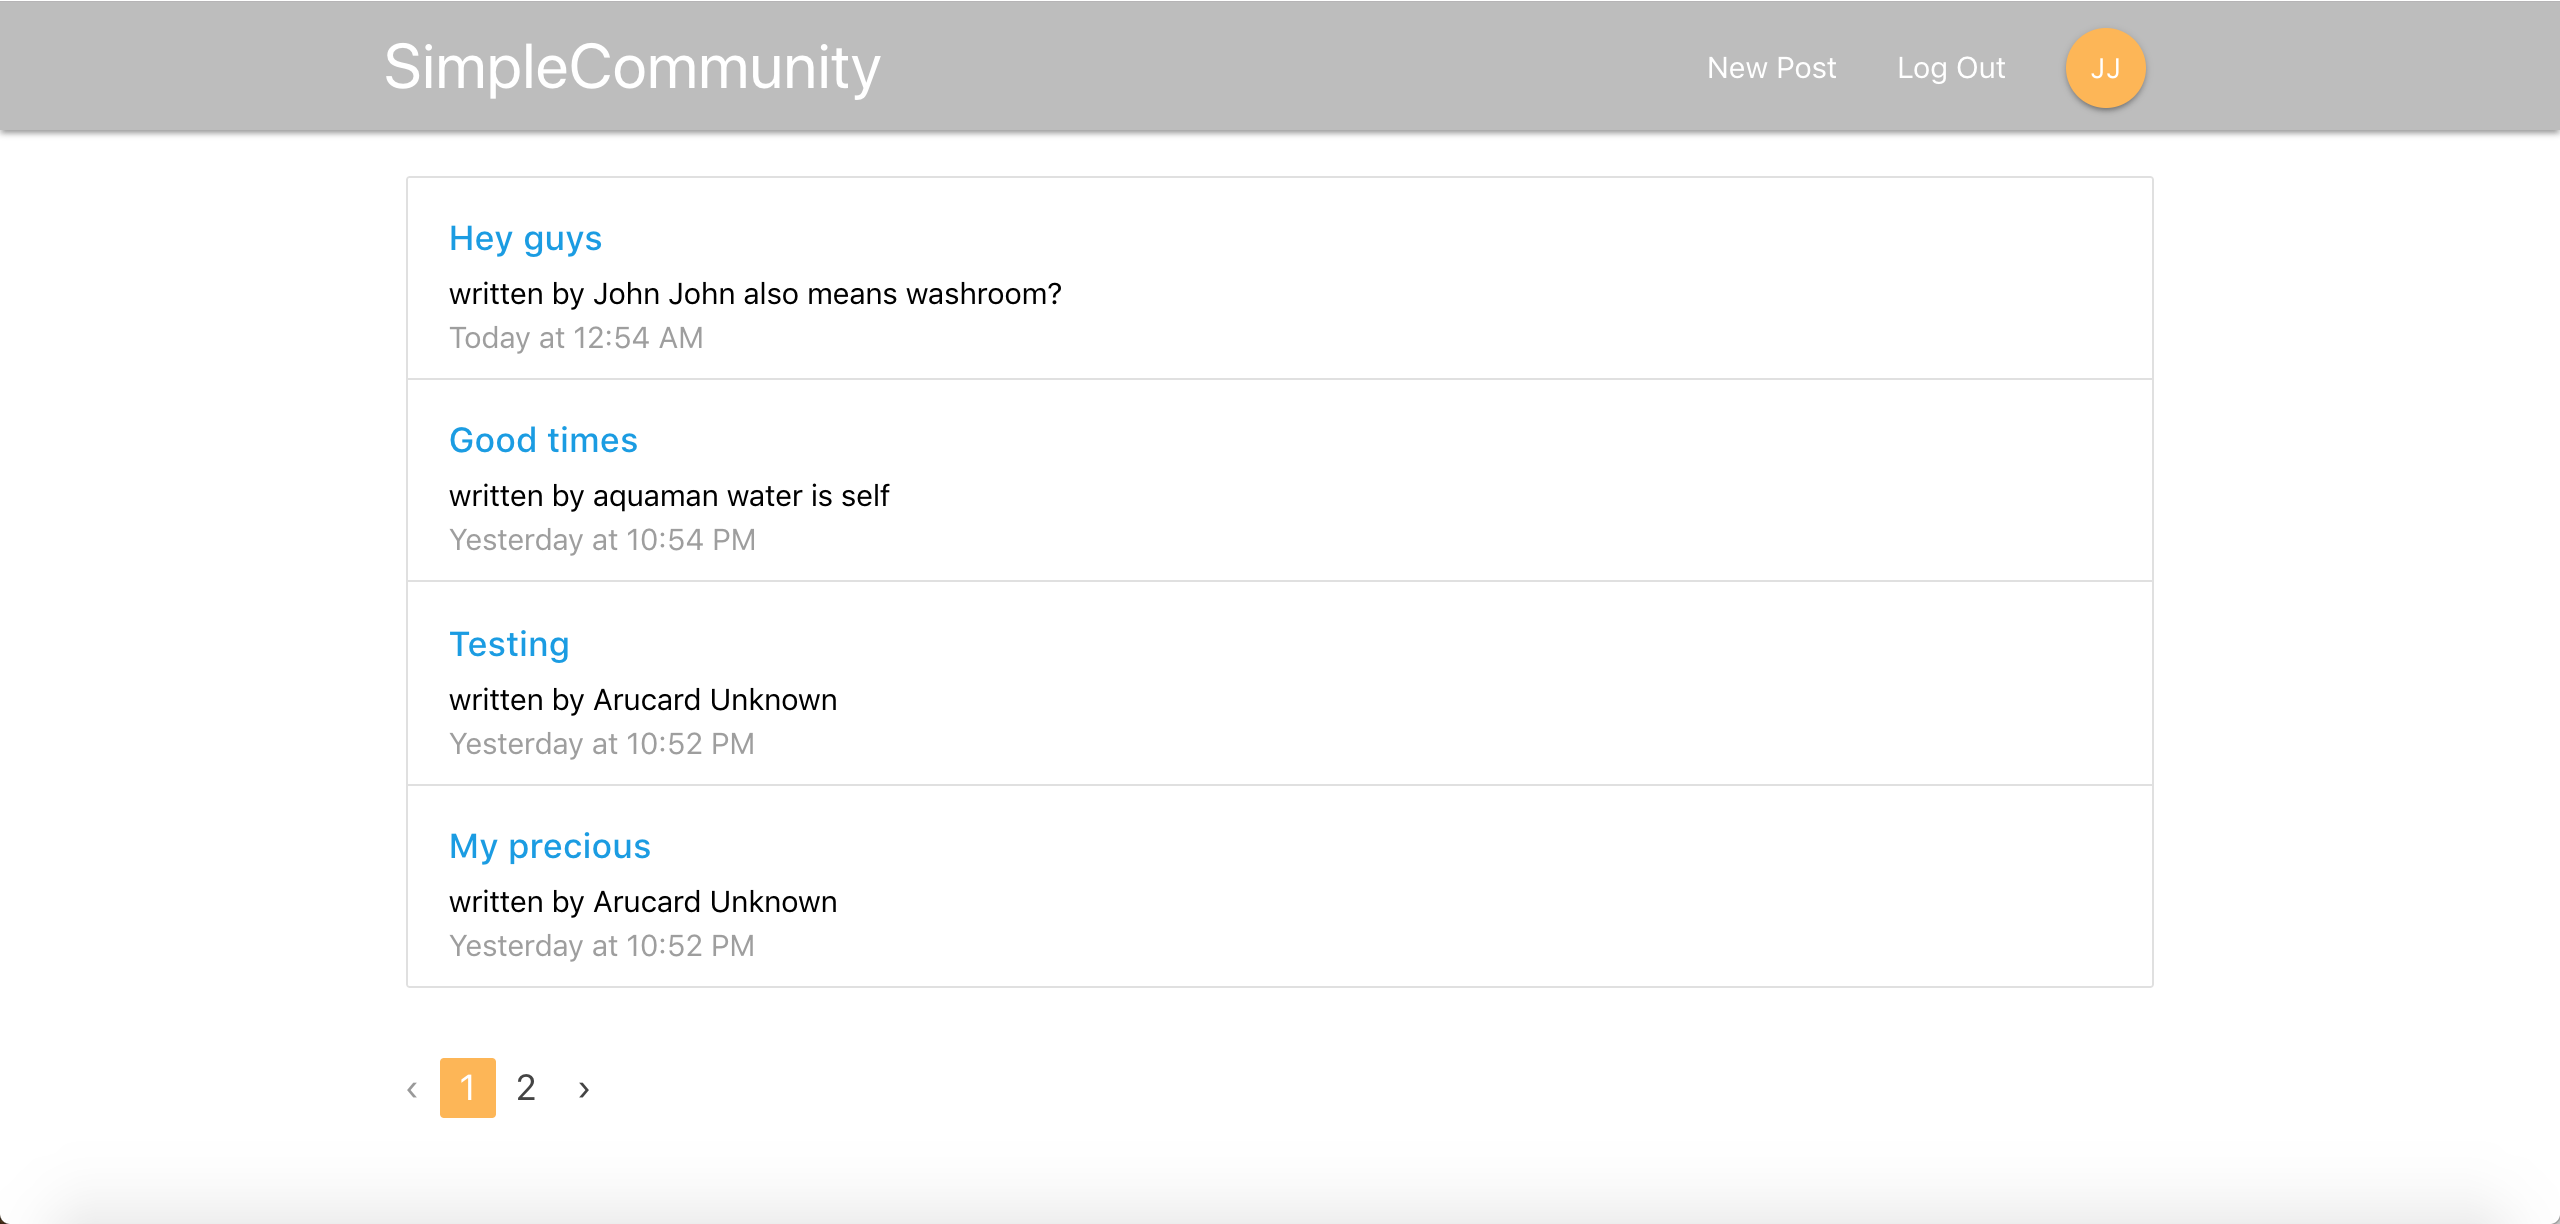 SimpleCommunity
New Post
Log Out
JJ
Hey guys
written by John John also means washroom?
Today at 12:54 AM
Good times
written by aquaman water is self
Yesterday at 10:54 PM
Testing
written by Arucard Unknown
Yesterday at 10:52 PM
My precious
written by Arucard Unknown
Yesterday at 10:52 PM
‹ 1 2 ›